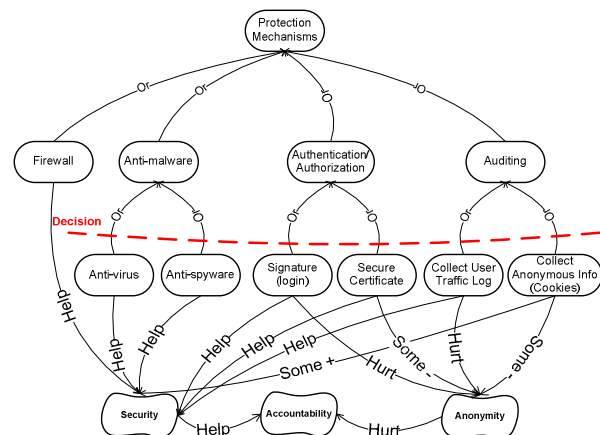 Protection
Mechanisms
Or
Or
Or
Or
Firewall
Anti-malware
Authentication/
Authorization
Auditing
Decision
Or
Or
Or
Or
Or
Or
Anti-virus
Anti-spyware
Signature
(login)
Secure
Certificate
Collect User
Traffic Log
Collect
Anonymous Info
(Cookies)
Help
Help
Help
Help
Help
Help
Some +
Hurt
Some -
Hurt
Some -
Security
Help
Accountability
Hurt
Anonymity